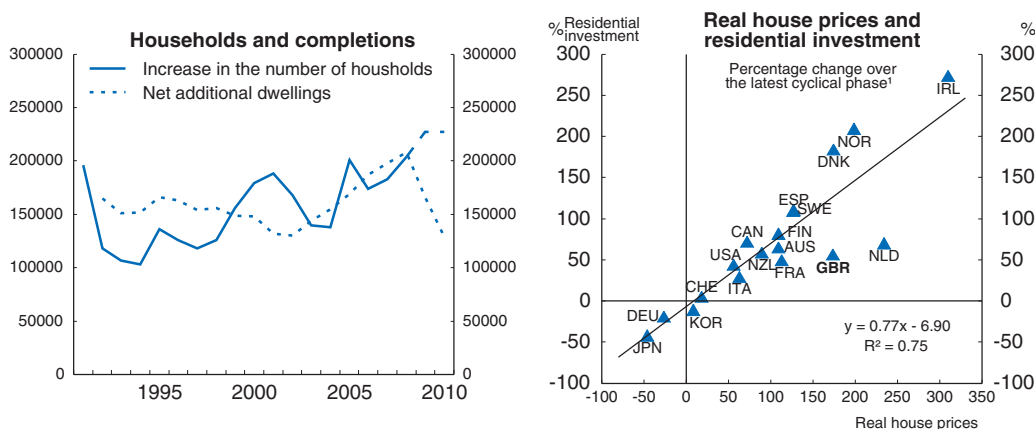 Households and completions
300000
300000
Increase in the number of housholds
Net additional dwellings
250000
250000
200000
200000
150000
150000
100000
100000
50000
50000
0
0
1995
2000
2005
2010
Real house prices and
residential investment
% Residential
investment
%
Percentage change over
the latest cyclical phase¹
300
300
250
250
200
200
150
150
100
100
50
50
0
0
-50
-50
-100
-100
IRL
NOR
DNK
ESP
SWE
CAN
FIN
USA
AUS
NZL
FRA
GBR
NLD
CHE
ITA
DEU
KOR
JPN
y = 0.77x - 6.90
R² = 0.75
-100
-50
0
50
100
150
200
250
300
350
Real house prices